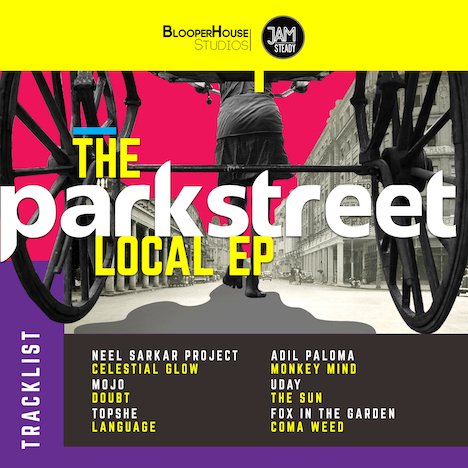 BLOOPERHOUSE
STUDIOS
JAM
STEADY
THE
parkstreet
LOCAL EP
TRACKLIST
NEEL SARKAR PROJECT
CELESTIAL GLOW
MOJO
DOUBT
TOPSHE
LANGUAGE
ADIL PALOMA
MONKEY MIND
UDAY
THE SUN
FOX IN THE GARDEN
COMA WEED